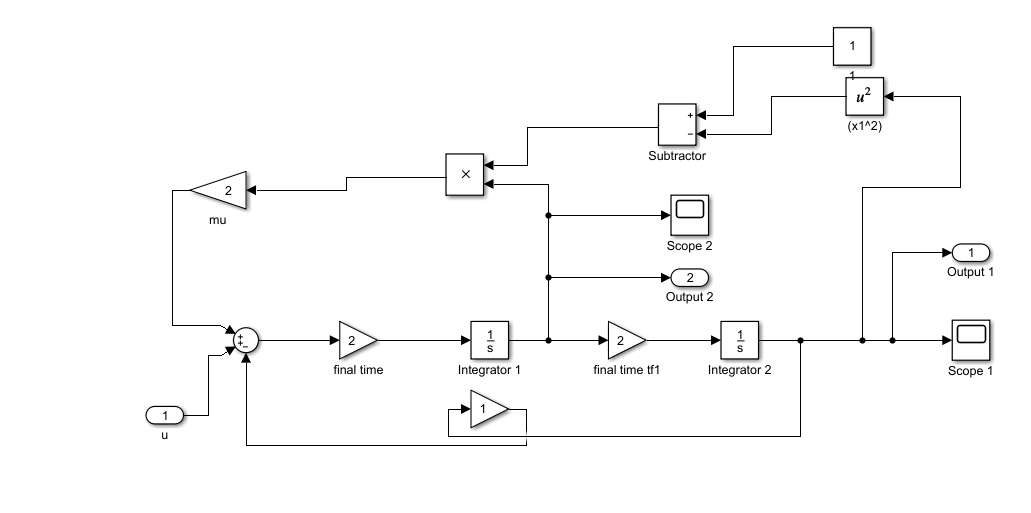 1
1
u²
(x1^2)
+
−
Subtractor
×
2
mu
Scope 2
1
Output 1
2
Output 2
+
+
−
2
final time
1
s
Integrator 1
2
final time tf1
1
s
Integrator 2
Scope 1
1
1
u